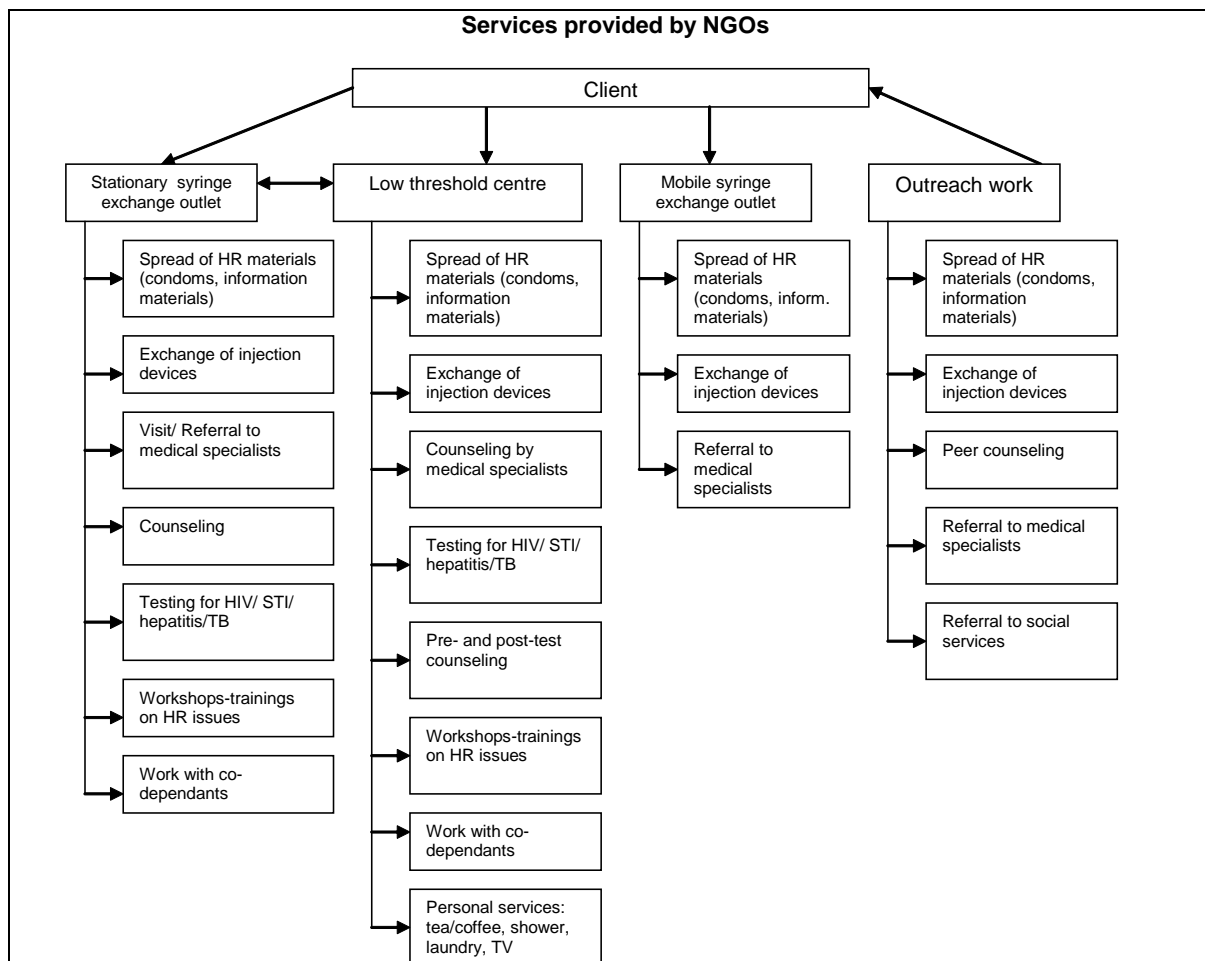 Services provided by NGOs
Client
Stationary syringe
exchange outlet
Spread of HR materials
(condoms, information
materials)
Exchange of injection
devices
Visit/ Referral to
medical specialists
Counseling
Testing for HIV/ STI/
hepatitis/TB
Workshops-trainings
on HR issues
Work with co-
dependants
Low threshold centre
Spread of HR
materials (condoms,
information
materials)
Exchange of
injection devices
Counseling by
medical specialists
Testing for HIV/ STI/
hepatitis/TB
Pre- and post-test
counseling
Workshops-trainings
on HR issues
Work with co-
dependants
Personal services:
tea/coffee, shower,
laundry, TV
Mobile syringe
exchange outlet
Spread of HR
materials
(condoms, inform.
materials)
Exchange of
injection devices
Referral to
medical
specialists
Outreach work
Spread of HR
materials (condoms,
information
materials)
Exchange of
injection devices
Peer counseling
Referral to medical
specialists
Referral to social
services